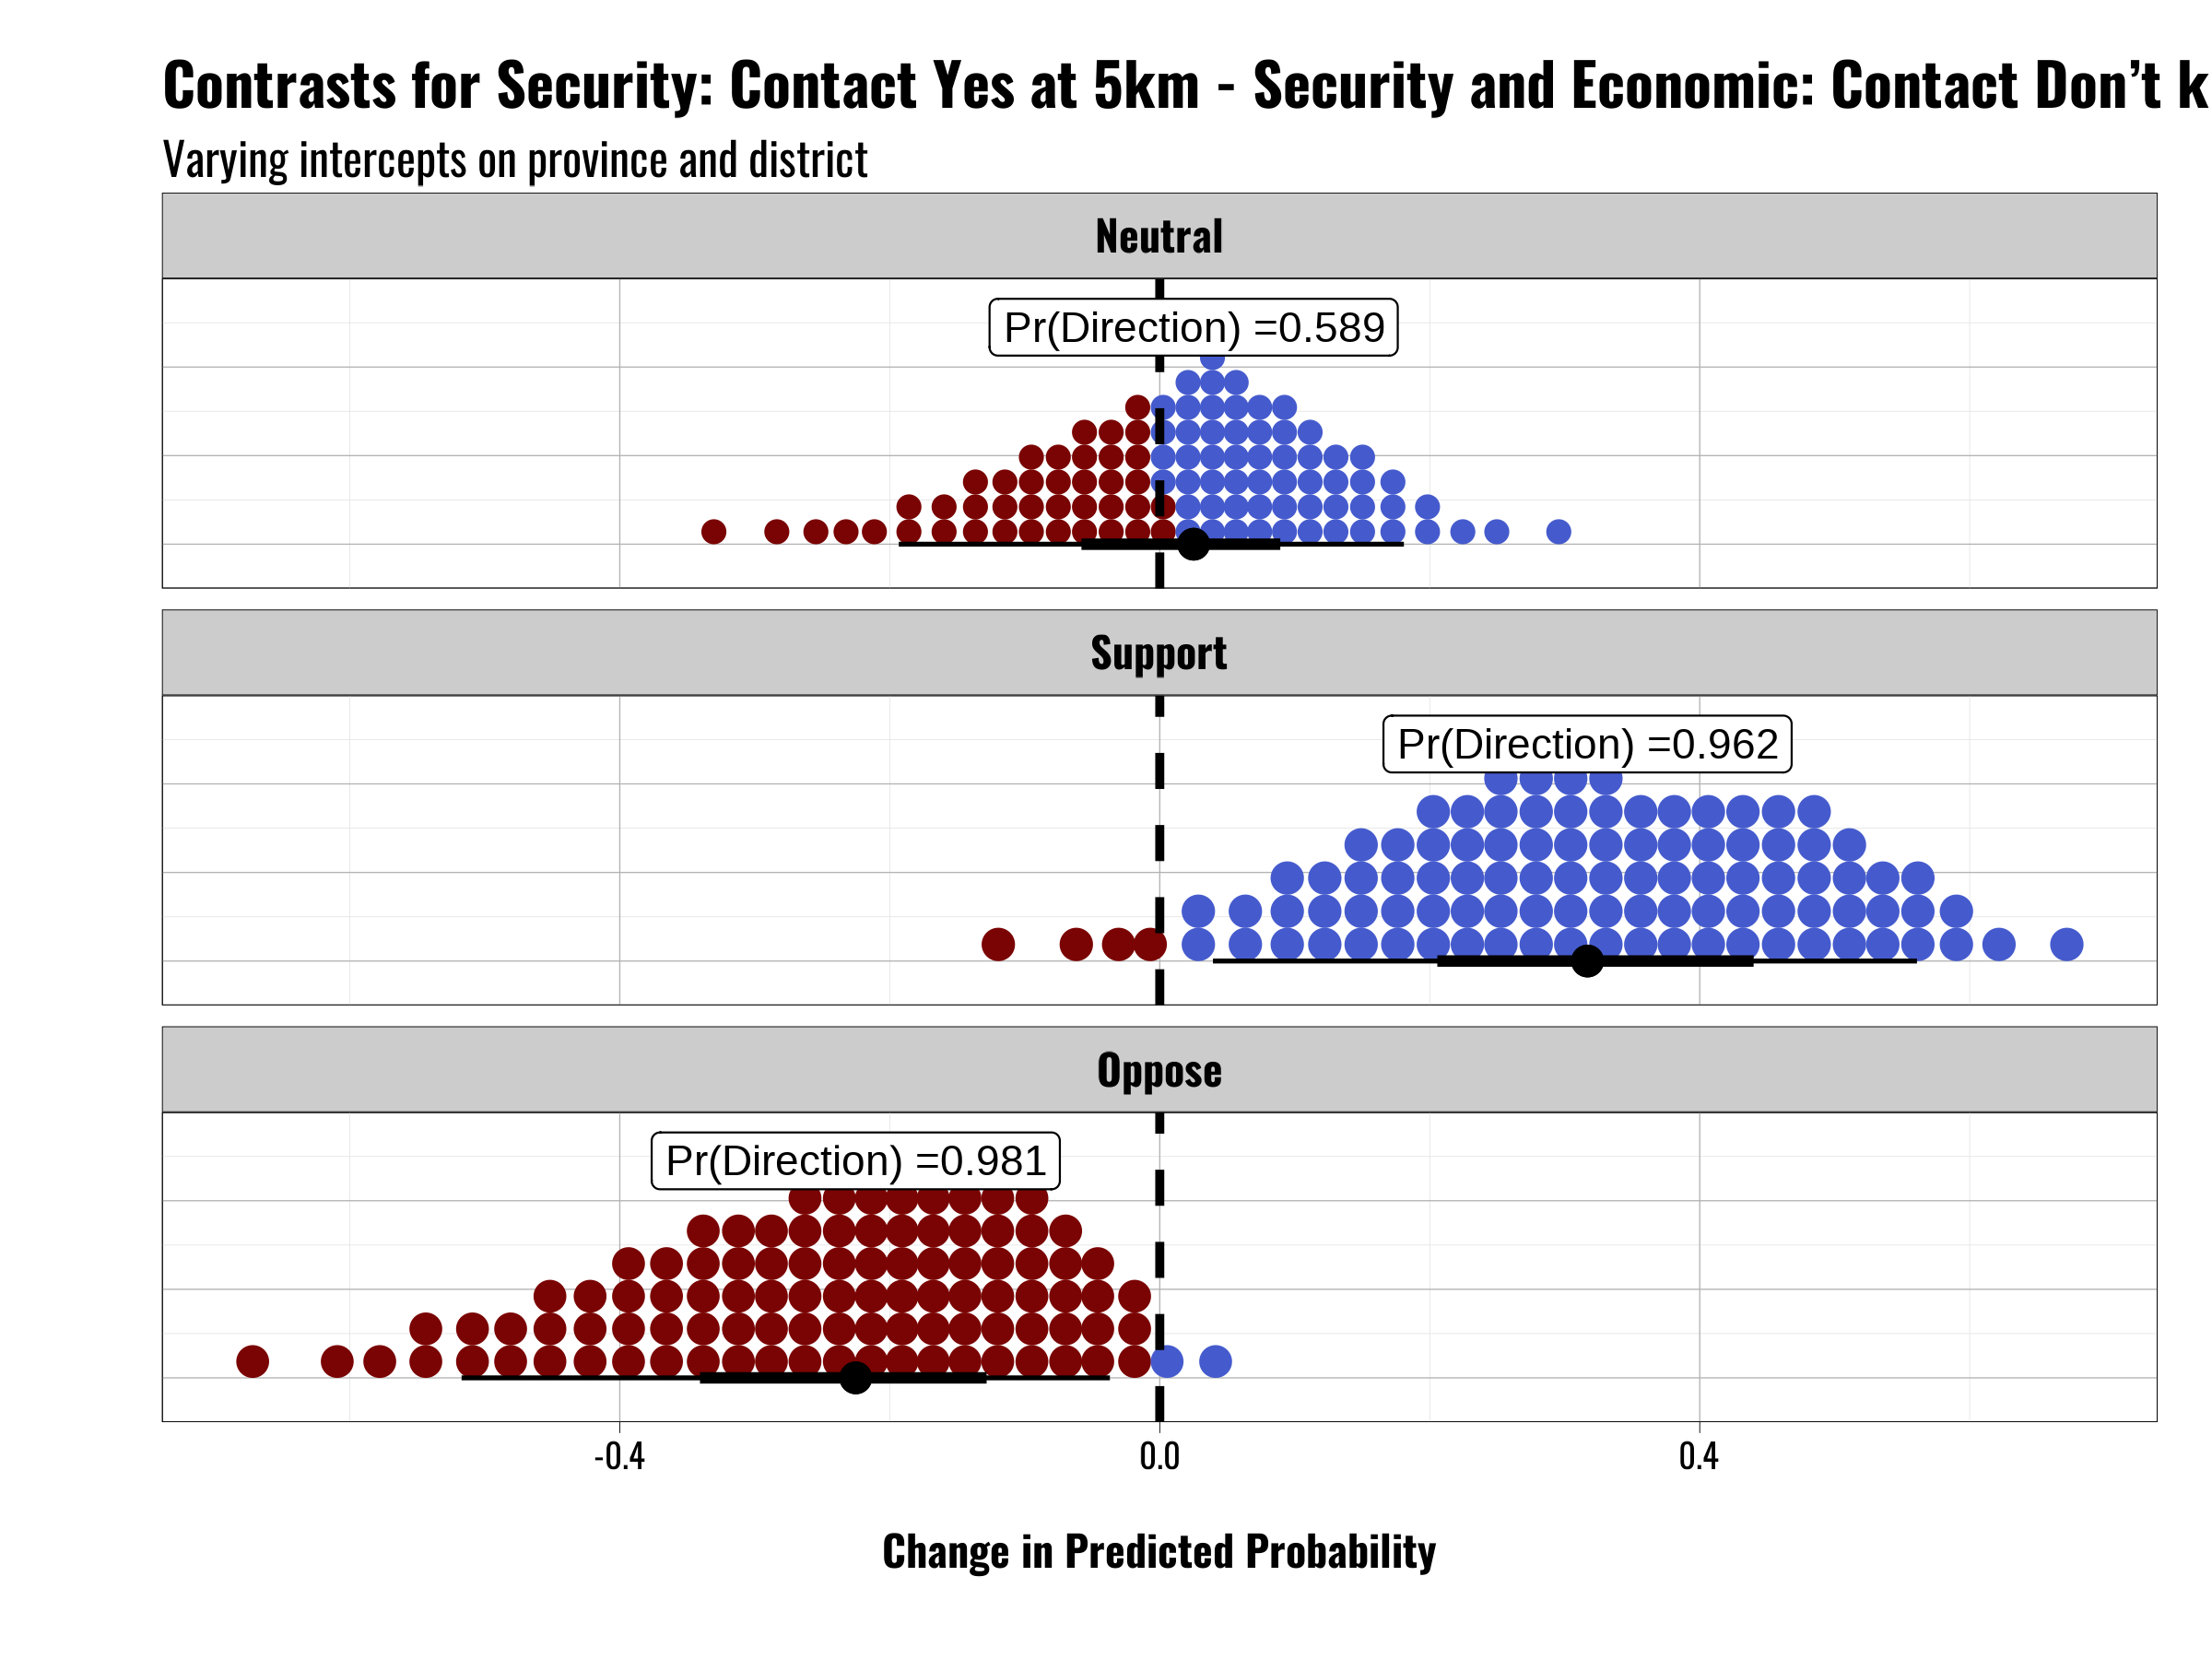 Contrasts for Security: Contact Yes at 5km - Security and Economic: Contact Don’t k
Varying intercepts on province and district
Neutral
Pr(Direction) =0.589
Support
Pr(Direction) =0.962
Oppose
Pr(Direction) =0.981
-0.4 0.0 0.4
Change in Predicted Probability